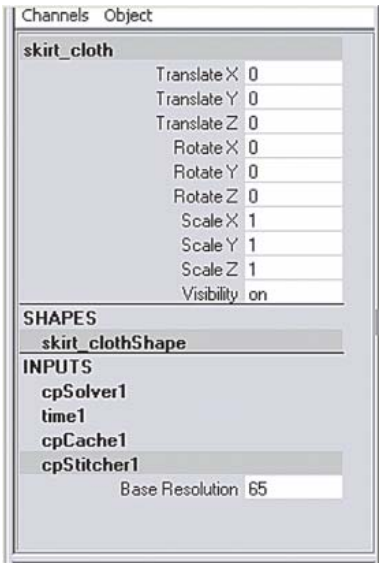 Channels Object
skirt_cloth
Translate X 0
Translate Y 0
Translate Z 0
Rotate X 0
Rotate Y 0
Rotate Z 0
Scale X 1
Scale Y 1
Scale Z 1
Visibility on
SHAPES
skirt_clothShape
INPUTS
cpSolver1
time1
cpCache1
cpStitcher1
Base Resolution 65